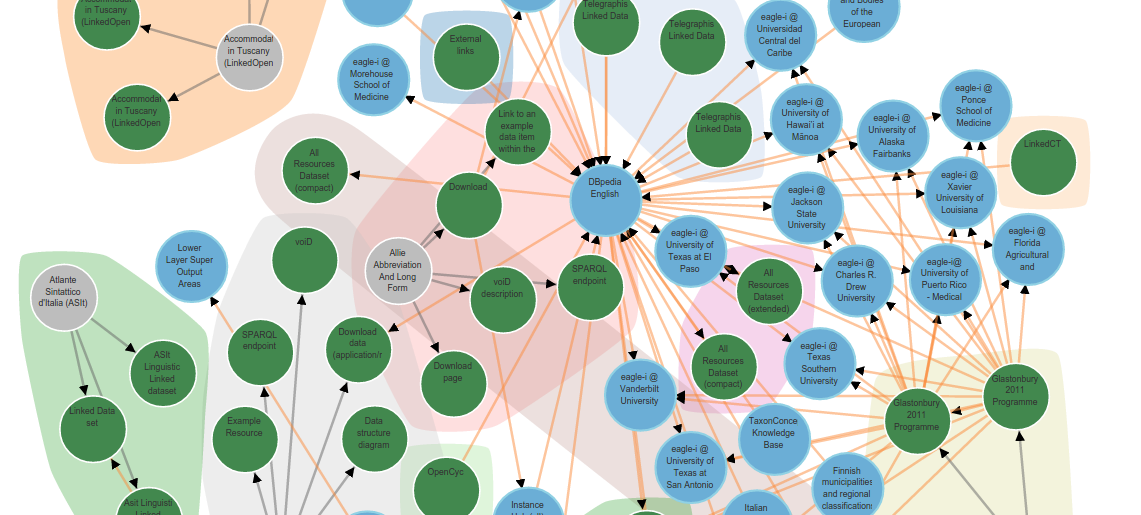 Accommodat
in Tuscany
(LinkedOpen
Accommodat
in Tuscany
(LinkedOpen
Accommodat
in Tuscany
(LinkedOpen
eagle-i @
Morehouse
School of
Medicine
External
links
Telegraphis
Linked Data
Telegraphis
Linked Data
Telegraphis
Linked Data
eagle-i @
Universidad
Central del
Caribe
and Bodies
of the
European
Link to an
example
data item
within the
eagle-i @
University of
Hawai'i at
Mānoa
eagle-i @
University of
Alaska
Fairbanks
eagle-i @
Ponce
School of
Medicine
LinkedCT
All
Resources
Dataset
(compact)
Download
DBpedia
English
eagle-i @
Jackson
State
University
eagle-i @
Xavier
University of
Louisiana
Lower
Layer Super
Output
Areas
voiD
Allie
Abbreviation
And Long
Form
voiD
description
SPARQL
endpoint
eagle-i @
University of
Texas at El
Paso
All
Resources
Dataset
(extended)
eagle-i @
Charles R.
Drew
University
eagle-i@
University of
Puerto Rico
- Medical
eagle-i @
Florida
Agricultural
and
Atlante
Sintattico
d'Italia (ASIt)
ASIt
Linguistic
Linked
dataset
SPARQL
endpoint
Download
data
(application/r
Download
page
All
Resources
Dataset
(compact)
eagle-i @
Texas
Southern
University
eagle-i @
Vanderbilt
University
Glastonbury
2011
Programme
Glastonbury
2011
Programme
Linked Data
set
Example
Resource
Data
structure
diagram
TaxonConce
Knowledge
Base
eagle-i @
University of
Texas at
San Antonio
OpenCyc
Finnish
municipalities
and regional
classifications
Asit Linguisti
Linked
Instance
Italian